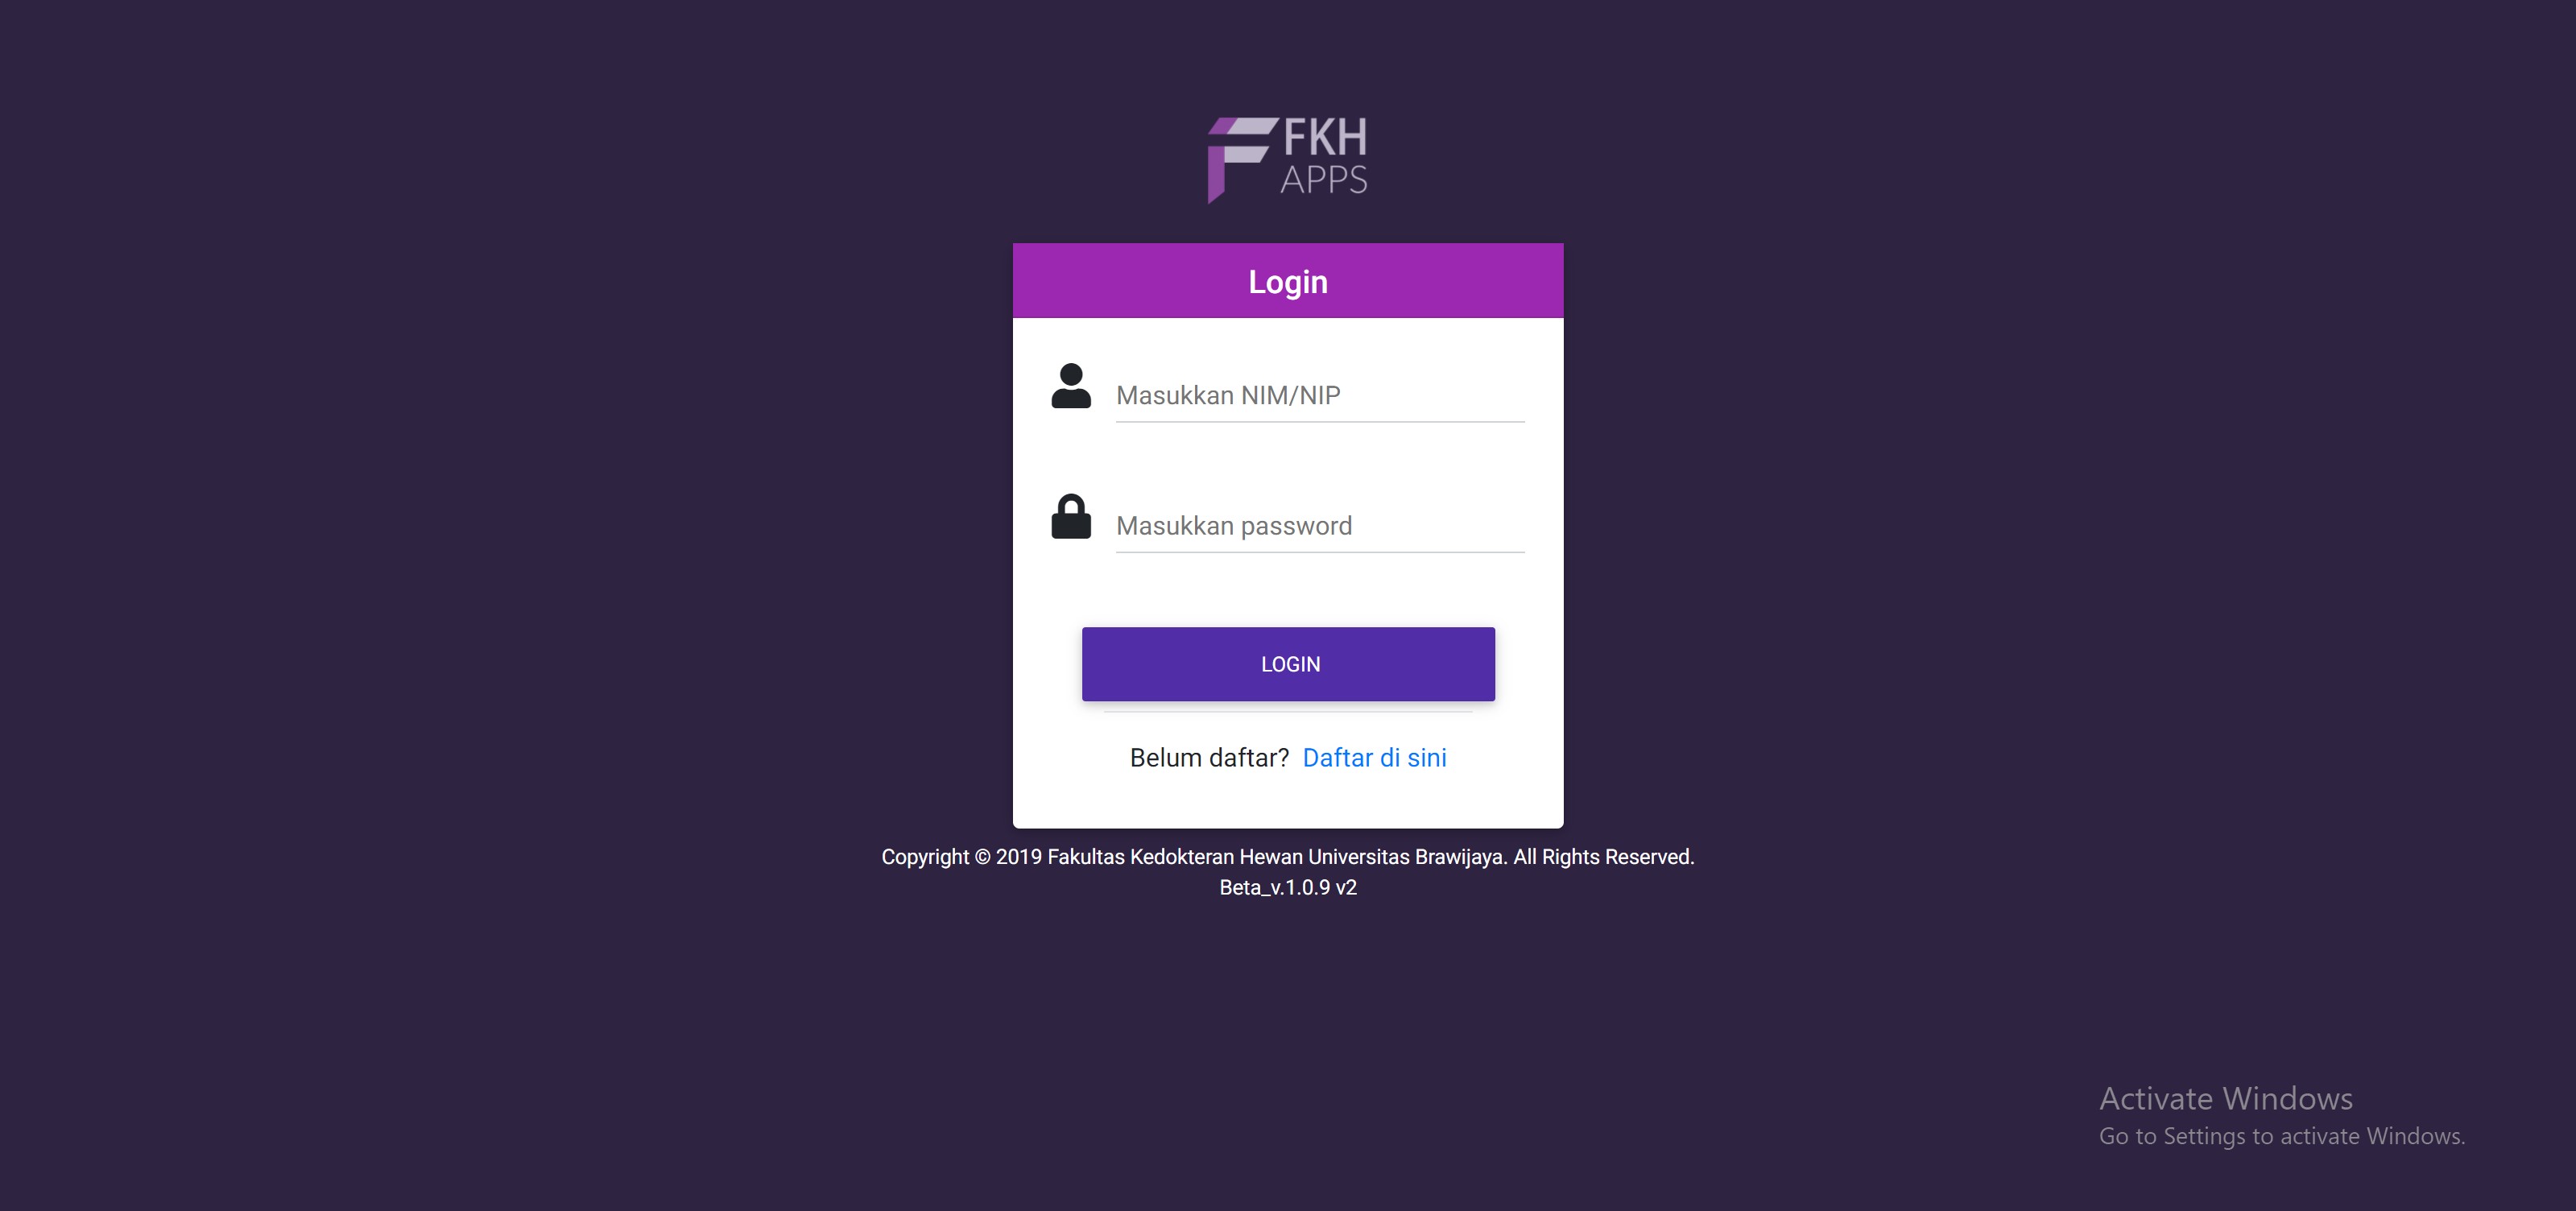 FKH
APPS
Login
Masukkan NIM/NIP
Masukkan password
LOGIN
Belum daftar? Daftar di sini
Copyright © 2019 Fakultas Kedokteran Hewan Universitas Brawijaya. All Rights Reserved.
Beta_v.1.0.9 v2
Activate Windows
Go to Settings to activate Windows.